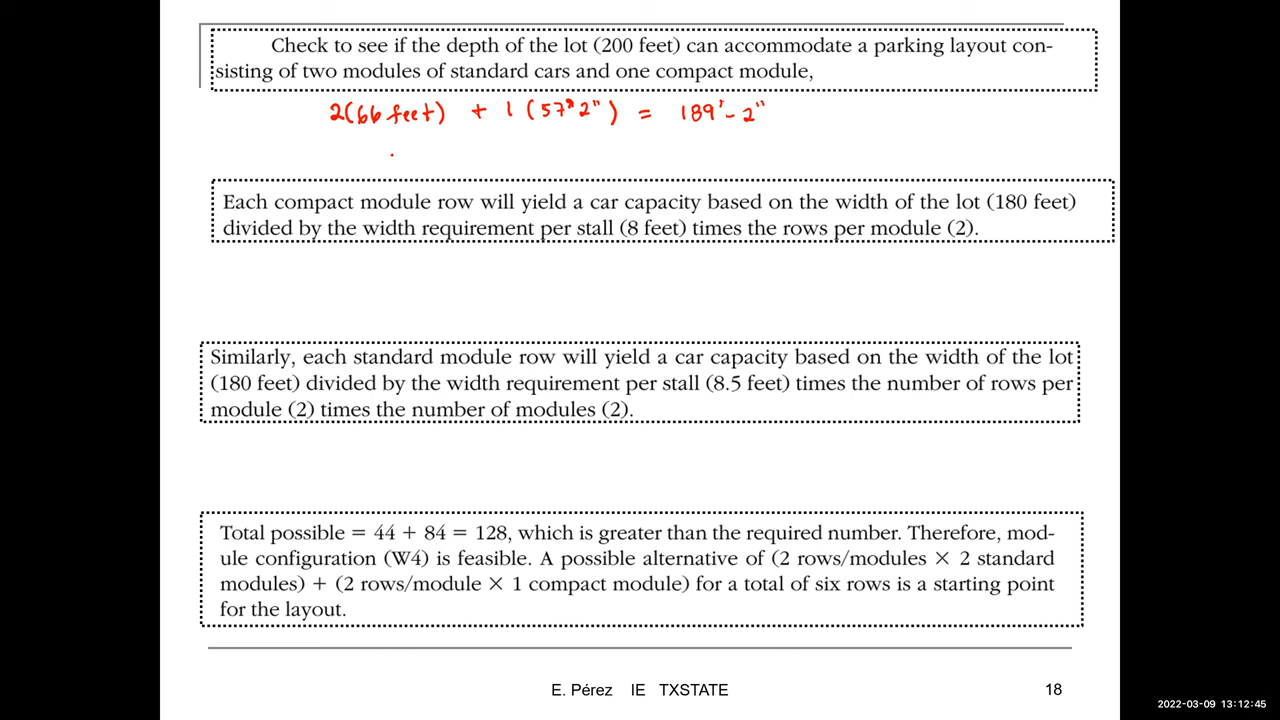 Check to see if the depth of the lot (200 feet) can accommodate a parking layout con-
sisting of two modules of standard cars and one compact module,
2(66 feet) + 1 (57' 2") = 189' - 2"
Each compact module row will yield a car capacity based on the width of the lot (180 feet)
divided by the width requirement per stall (8 feet) times the rows per module (2).
Similarly, each standard module row will yield a car capacity based on the width of the lot
(180 feet) divided by the width requirement per stall (8.5 feet) times the number of rows per
module (2) times the number of modules (2).
Total possible = 44 + 84 = 128, which is greater than the required number. Therefore, mod-
ule configuration (W4) is feasible. A possible alternative of (2 rows/modules × 2 standard
modules) + (2 rows/module × 1 compact module) for a total of six rows is a starting point
for the layout.
E. Pérez IE TXSTATE
18
2022-03-09 13:12:45